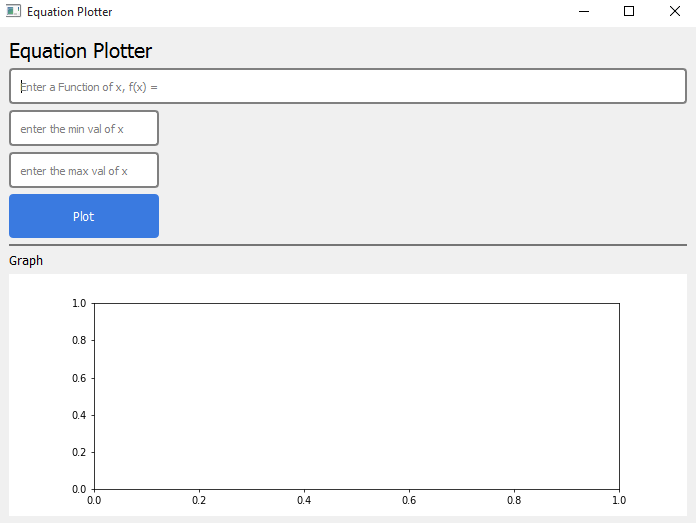 Equation Plotter
Equation Plotter
Enter a Function of x, f(x) =
enter the min val of x
enter the max val of x
Plot
Graph
1.0
0.8
0.6
0.4
0.2
0.0
0.0 0.2 0.4 0.6 0.8 1.0